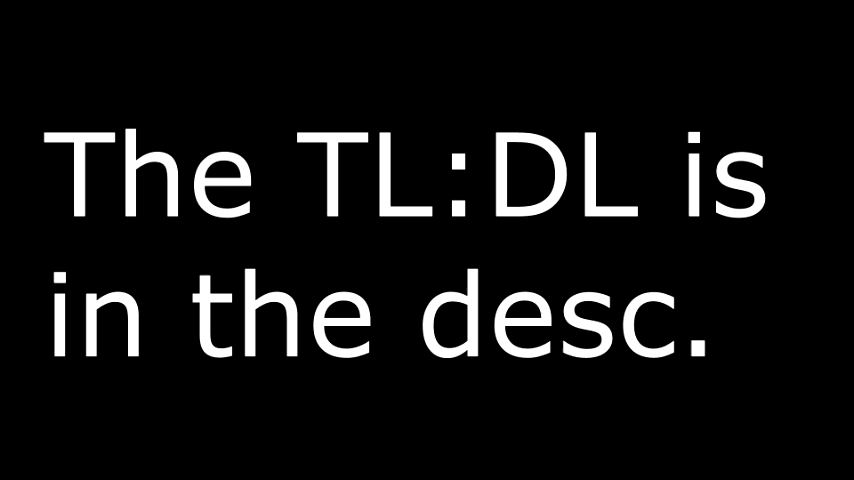 The TL:DL is
in the desc.